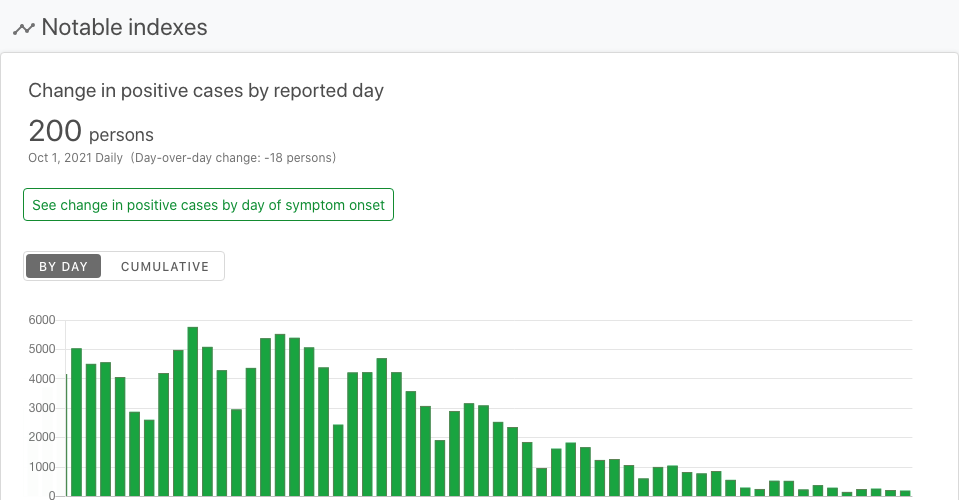 Notable indexes
Change in positive cases by reported day
200 persons
Oct 1, 2021 Daily (Day-over-day change: -18 persons)
See change in positive cases by day of symptom onset
BY DAY CUMULATIVE
6000
5000
4000
3000
2000
1000
0